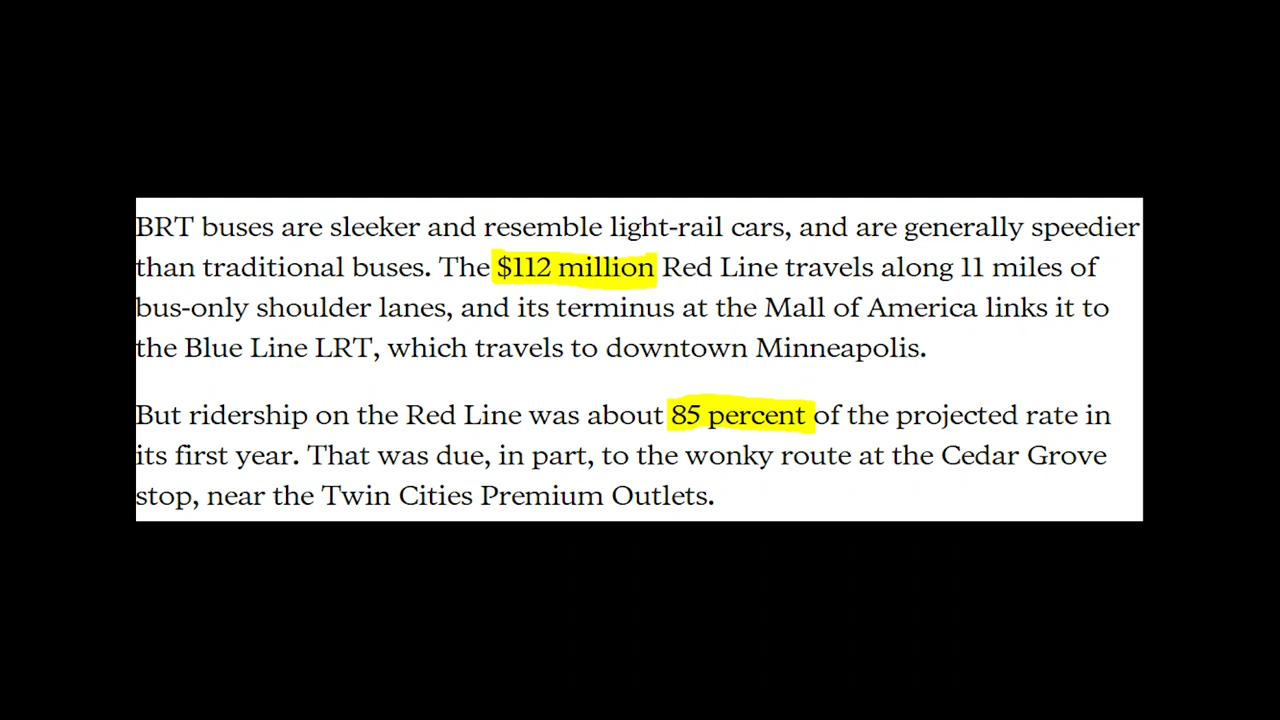 BRT buses are sleeker and resemble light-rail cars, and are generally speedier
than traditional buses. The $112 million Red Line travels along 11 miles of
bus-only shoulder lanes, and its terminus at the Mall of America links it to
the Blue Line LRT, which travels to downtown Minneapolis.
But ridership on the Red Line was about 85 percent of the projected rate in
its first year. That was due, in part, to the wonky route at the Cedar Grove
stop, near the Twin Cities Premium Outlets.